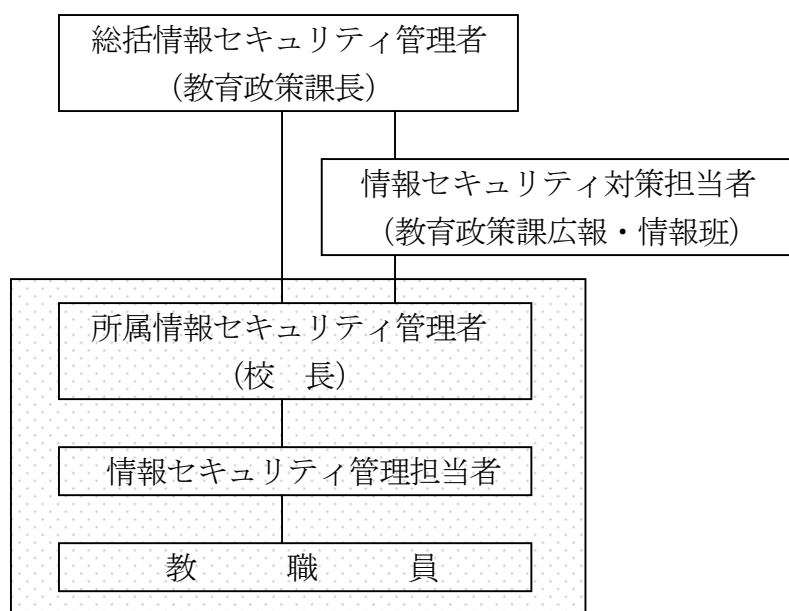 総括情報セキュリティ管理者
（教育政策課長）
情報セキュリティ対策担当者
（教育政策課広報・情報班）
所属情報セキュリティ管理者
（校　長）
情報セキュリティ管理担当者
教　　職　　員